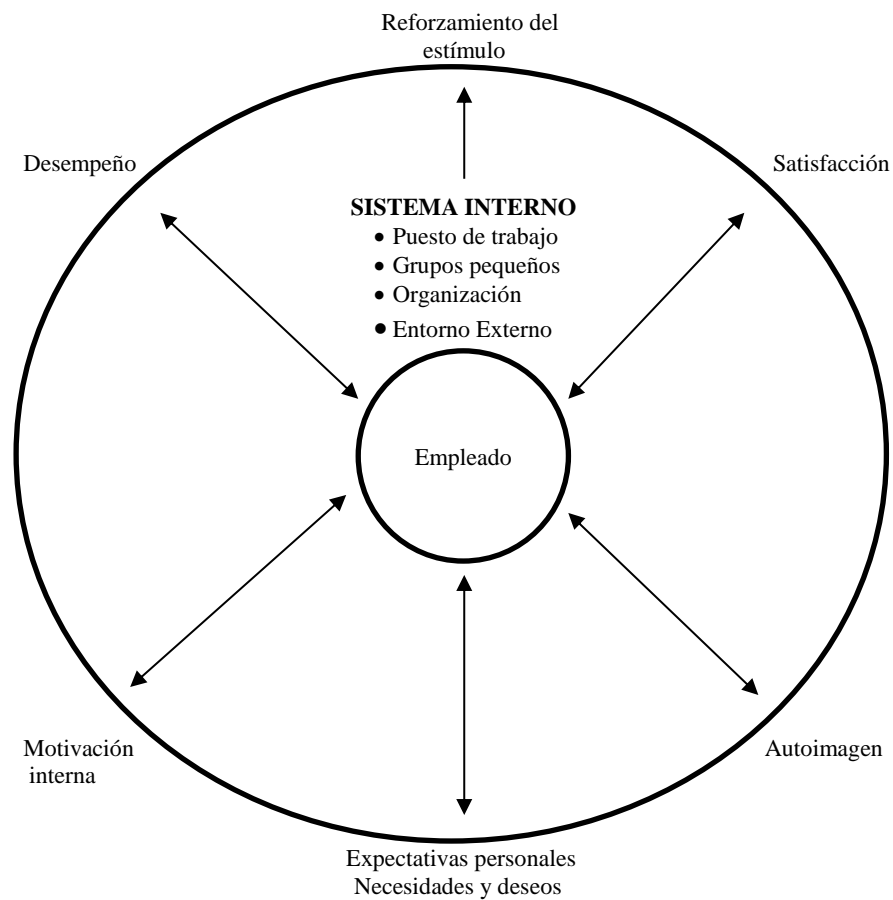 Reforzamiento del
estímulo
Desempeño
Satisfacción
SISTEMA INTERNO
• Puesto de trabajo
• Grupos pequeños
• Organización
• Entorno Externo
Empleado
Motivación
interna
Autoimagen
Expectativas personales
Necesidades y deseos